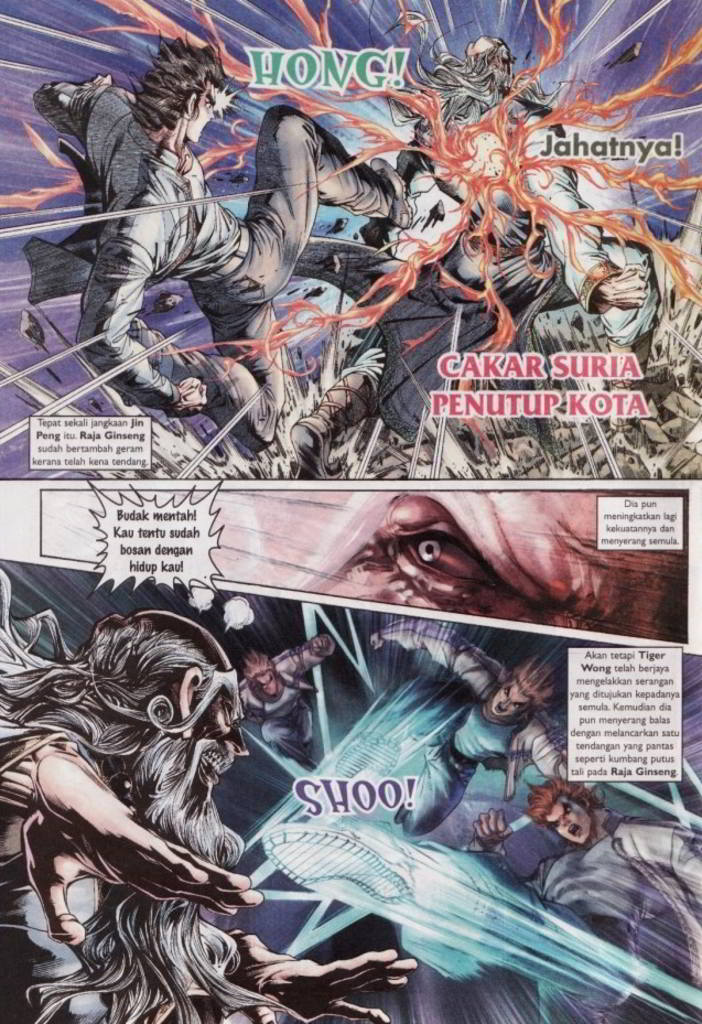 HONG!
Jahatnya!
CAKAR SURIA
PENUTUP KOTA
Tepat sekali jangkaan Jin
Peng itu. Raja Ginseng
sudah bertambah geram
kerana telah kena tendang.
Budak mentah!
Kau tentu sudah
bosan dengan
hidup kau!
Dia pun
meningkatkan lagi
kekuatannya dan
menyerang semula.
Akan tetapi Tiger
Wong telah berjaya
mengelakkan serangan
yang ditujukan kepadanya
semula. Kemudian dia
pun menyerang balas
dengan melancarkan satu
tendangan yang pantas
seperti kumbang putus
tali pada Raja Ginseng.
SHOO!